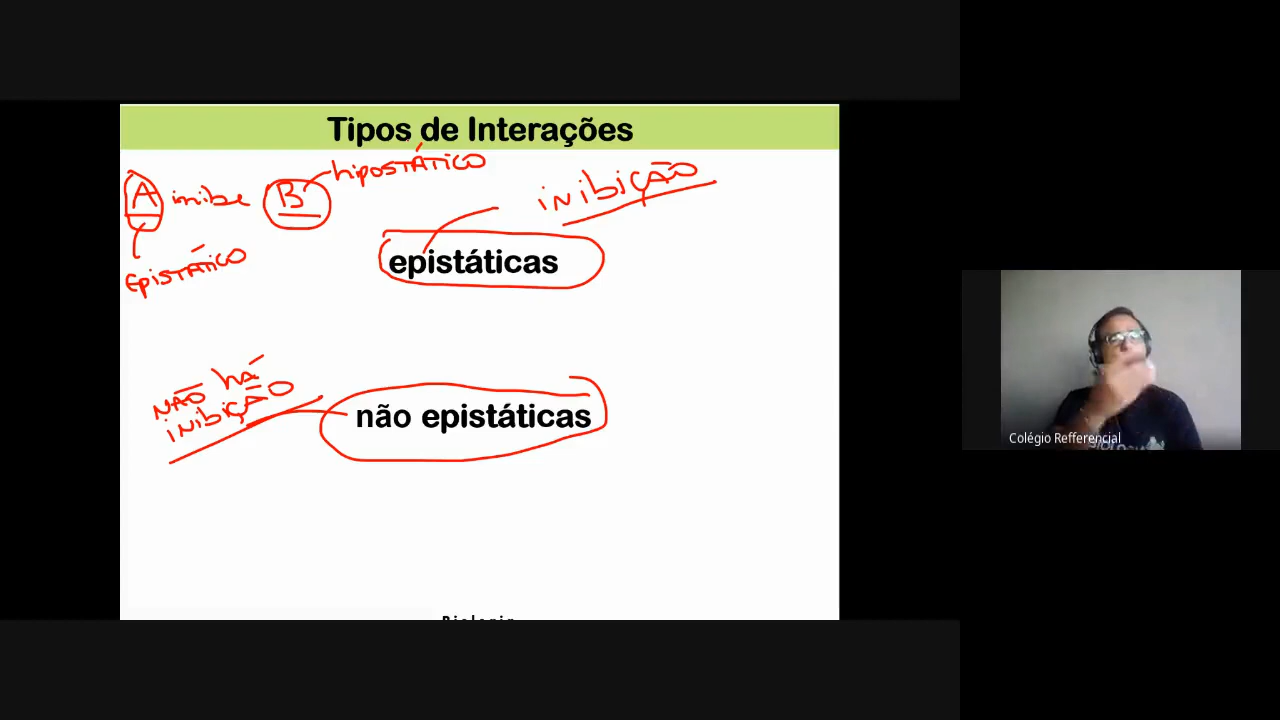 Tipos de Interações
A inibe B hipostático
inibição
Epistático
epistáticas
não há
inibição
não epistáticas
Colégio Refferencial